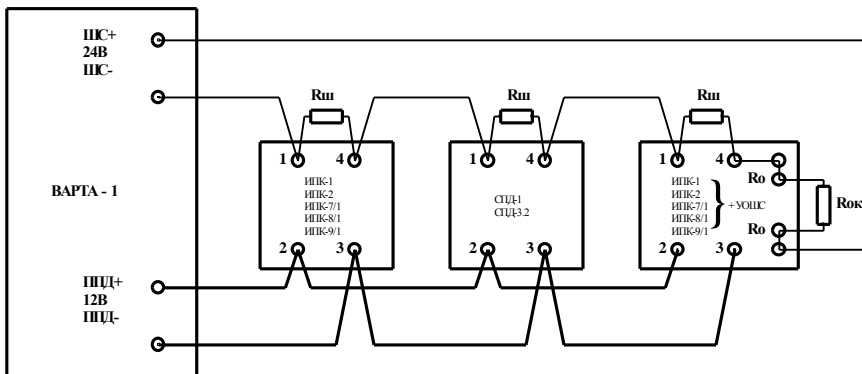 ШС+
24В
ШС-
ВАРТА - 1
ППД+
12В
ППД-
Rш
1 4
ИПК-1
ИПК-2
ИПК-7/1
ИПК-8/1
ИПК-9/1
2 3
Rш
1 4
СПД-1
СПД-3.2
2 3
Rш
1 4
ИПК-1
ИПК-2
ИПК-7/1
ИПК-8/1
ИПК-9/1
+УОШС
Rо
Rо
2 3
Rок